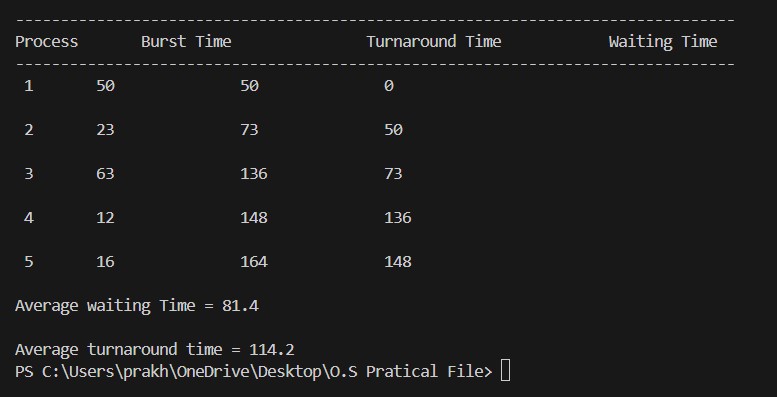 --------------------------------------------------------------------------------
Process Burst Time Turnaround Time Waiting Time
--------------------------------------------------------------------------------
1 50 50 0
2 23 73 50
3 63 136 73
4 12 148 136
5 16 164 148
Average waiting Time = 81.4
Average turnaround time = 114.2
PS C:\Users\prakh\OneDrive\Desktop\O.S Pratical File>